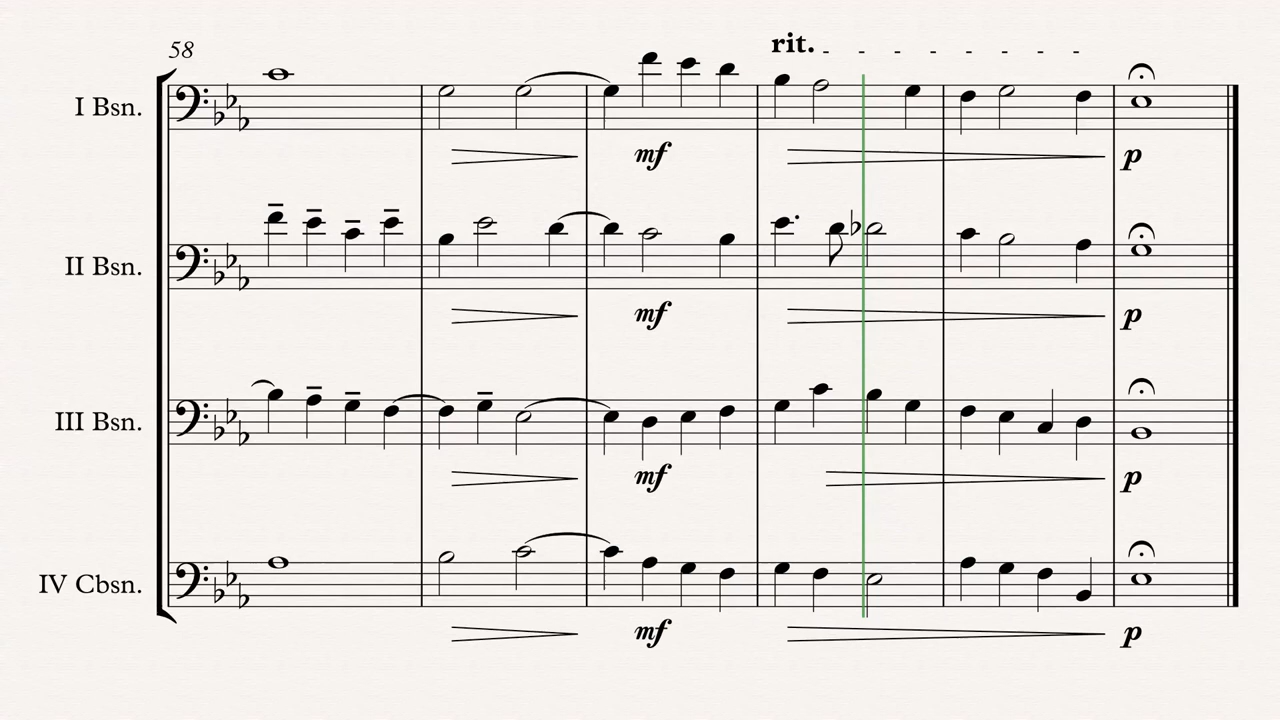 58
rit.
I Bsn.
mf
p
II Bsn.
mf
p
III Bsn.
mf
p
IV Cbsn.
mf
p